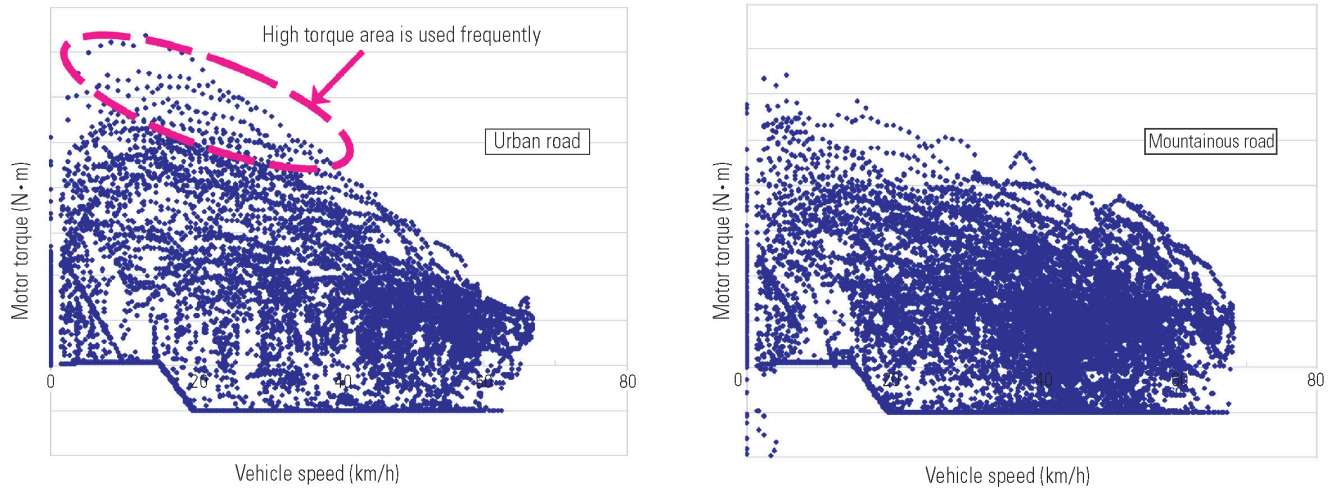 High torque area is used frequently
Urban road
Motor torque (N•m)
0
20
40
60
80
Vehicle speed (km/h)
Mountainous road
Motor torque (N•m)
0
20
40
60
80
Vehicle speed (km/h)